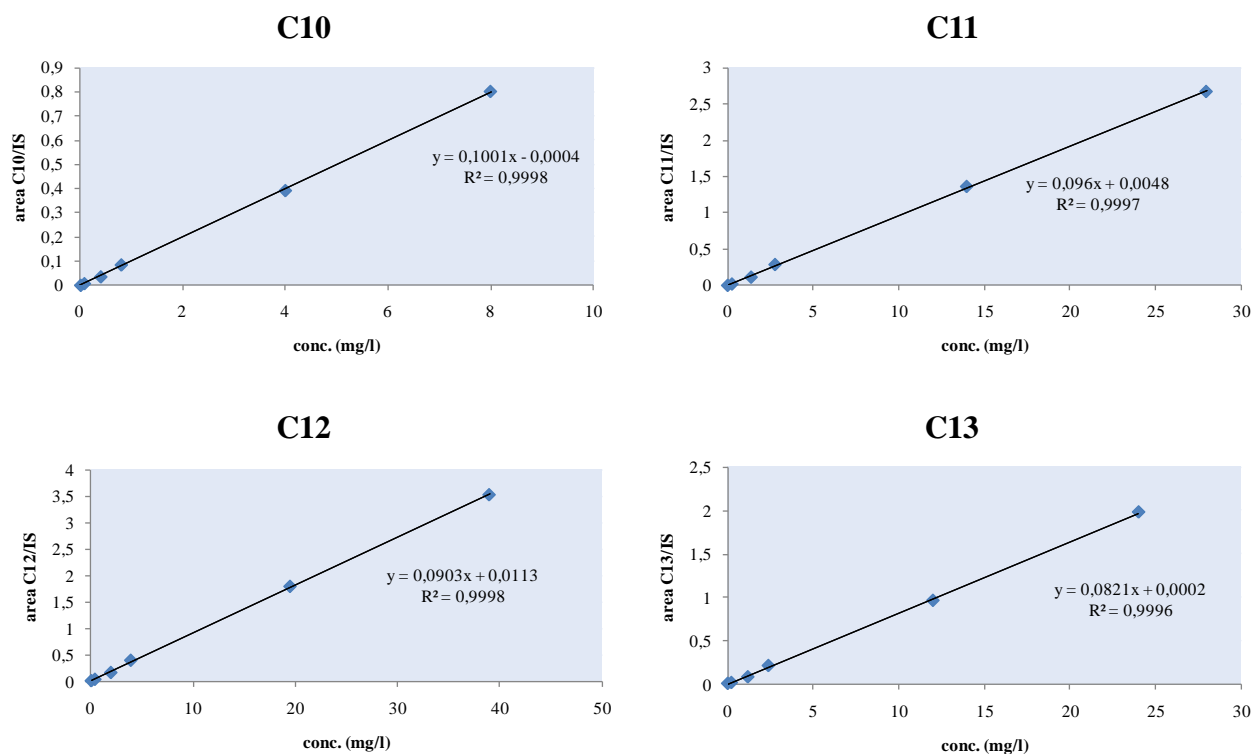 C10
0,9
0,8
0,7
0,6
0,5
0,4
0,3
0,2
0,1
0
area C10/IS
y = 0,1001x - 0,0004
R² = 0,9998
0 2 4 6 8 10
conc. (mg/l)
C11
3
2,5
2
1,5
1
0,5
0
area C11/IS
y = 0,096x + 0,0048
R² = 0,9997
0 5 10 15 20 25 30
conc. (mg/l)
C12
4
3,5
3
2,5
2
1,5
1
0,5
0
area C12/IS
y = 0,0903x + 0,0113
R² = 0,9998
0 10 20 30 40 50
conc. (mg/l)
C13
2,5
2
1,5
1
0,5
0
area C13/IS
y = 0,0821x + 0,0002
R² = 0,9996
0 5 10 15 20 25 30
conc. (mg/l)